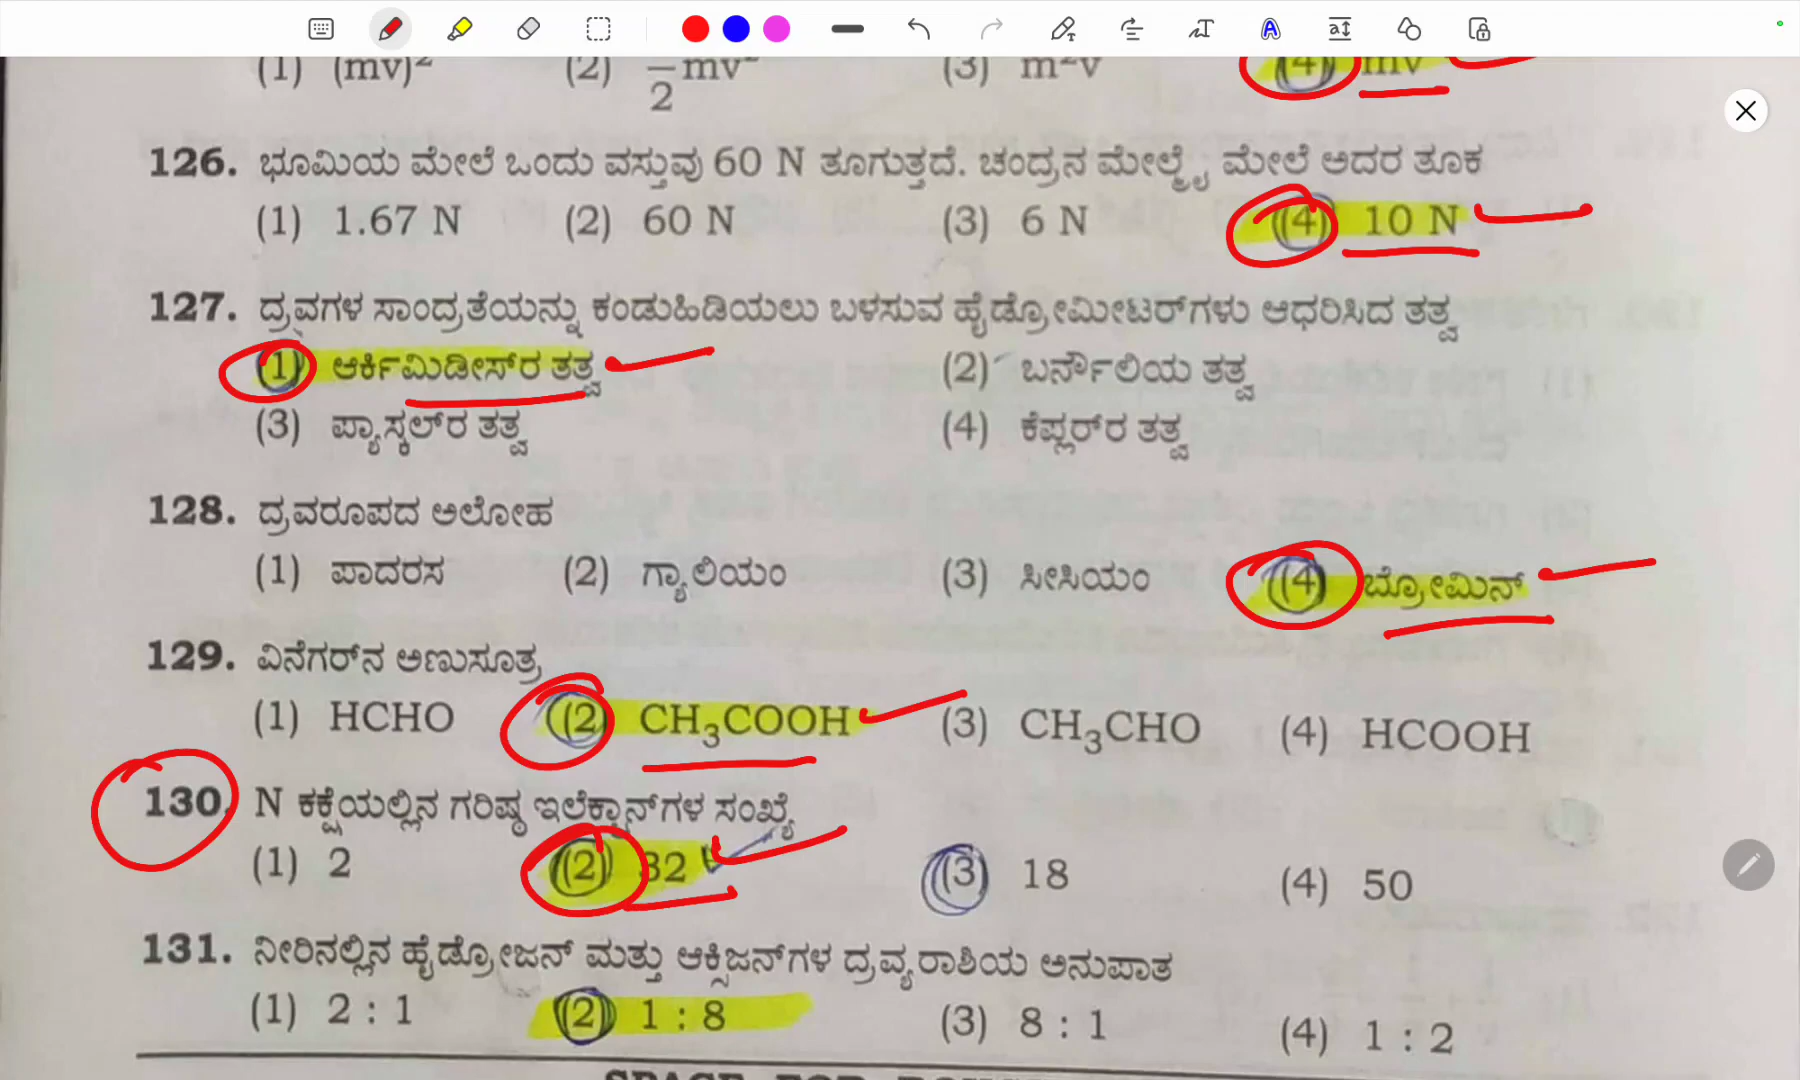 (1) (mv)² (2) 1/2 mv² (3) m²v (4) mv
126. ಭೂಮಿಯ ಮೇಲೆ ಒಂದು ವಸ್ತುವು 60 N ತೂಗುತ್ತದೆ. ಚಂದ್ರನ ಮೇಲ್ಮೈ ಮೇಲೆ ಅದರ ತೂಕ
(1) 1.67 N (2) 60 N (3) 6 N (4) 10 N
127. ದ್ರವಗಳ ಸಾಂದ್ರತೆಯನ್ನು ಕಂಡುಹಿಡಿಯಲು ಬಳಸುವ ಹೈಡ್ರೋಮೀಟರ್‌ಗಳು ಆಧರಿಸಿದ ತತ್ವ
(1) ಆರ್ಕಿಮಿಡೀಸ್‌ರ ತತ್ವ (2) ಬರ್ನೌಲಿಯ ತತ್ವ
(3) ಪ್ಯಾಸ್ಕಲ್‌ರ ತತ್ವ (4) ಕೆಪ್ಲರ್‌ರ ತತ್ವ
128. ದ್ರವರೂಪದ ಅಲೋಹ
(1) ಪಾದರಸ (2) ಗ್ಯಾಲಿಯಂ (3) ಸೀಸಿಯಂ (4) ಬ್ರೋಮಿನ್
129. ವಿನೆಗರ್‌ನ ಅಣುಸೂತ್ರ
(1) HCHO (2) CH₃COOH (3) CH₃CHO (4) HCOOH
130. N ಕಕ್ಷೆಯಲ್ಲಿನ ಗರಿಷ್ಠ ಇಲೆಕ್ಟ್ರಾನ್‌ಗಳ ಸಂಖ್ಯೆ
(1) 2 (2) 32 (3) 18 (4) 50
131. ನೀರಿನಲ್ಲಿನ ಹೈಡ್ರೋಜನ್ ಮತ್ತು ಆಕ್ಸಿಜನ್‌ಗಳ ದ್ರವ್ಯರಾಶಿಯ ಅನುಪಾತ
(1) 2 : 1 (2) 1 : 8 (3) 8 : 1 (4) 1 : 2